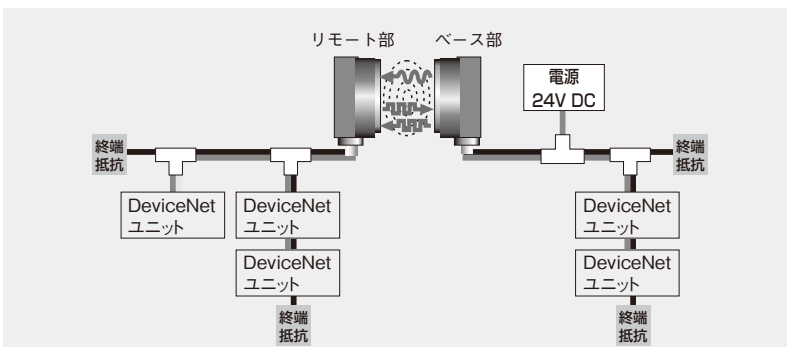 リモート部
ベース部
電源
24V DC
終端
抵抗
終端
抵抗
DeviceNet
ユニット
DeviceNet
ユニット
DeviceNet
ユニット
DeviceNet
ユニット
DeviceNet
ユニット
終端
抵抗
終端
抵抗